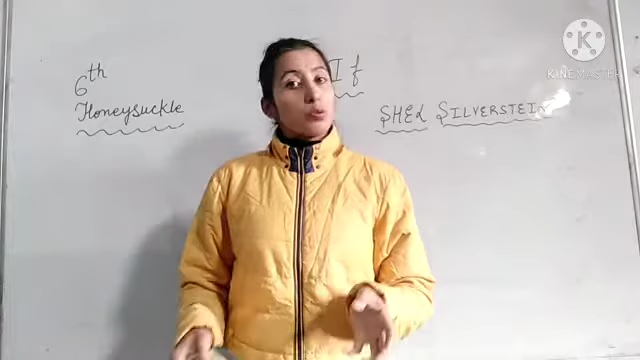 6th
Honeysuckle
If
SHEl SILVERSTEIN
KINEMASTER